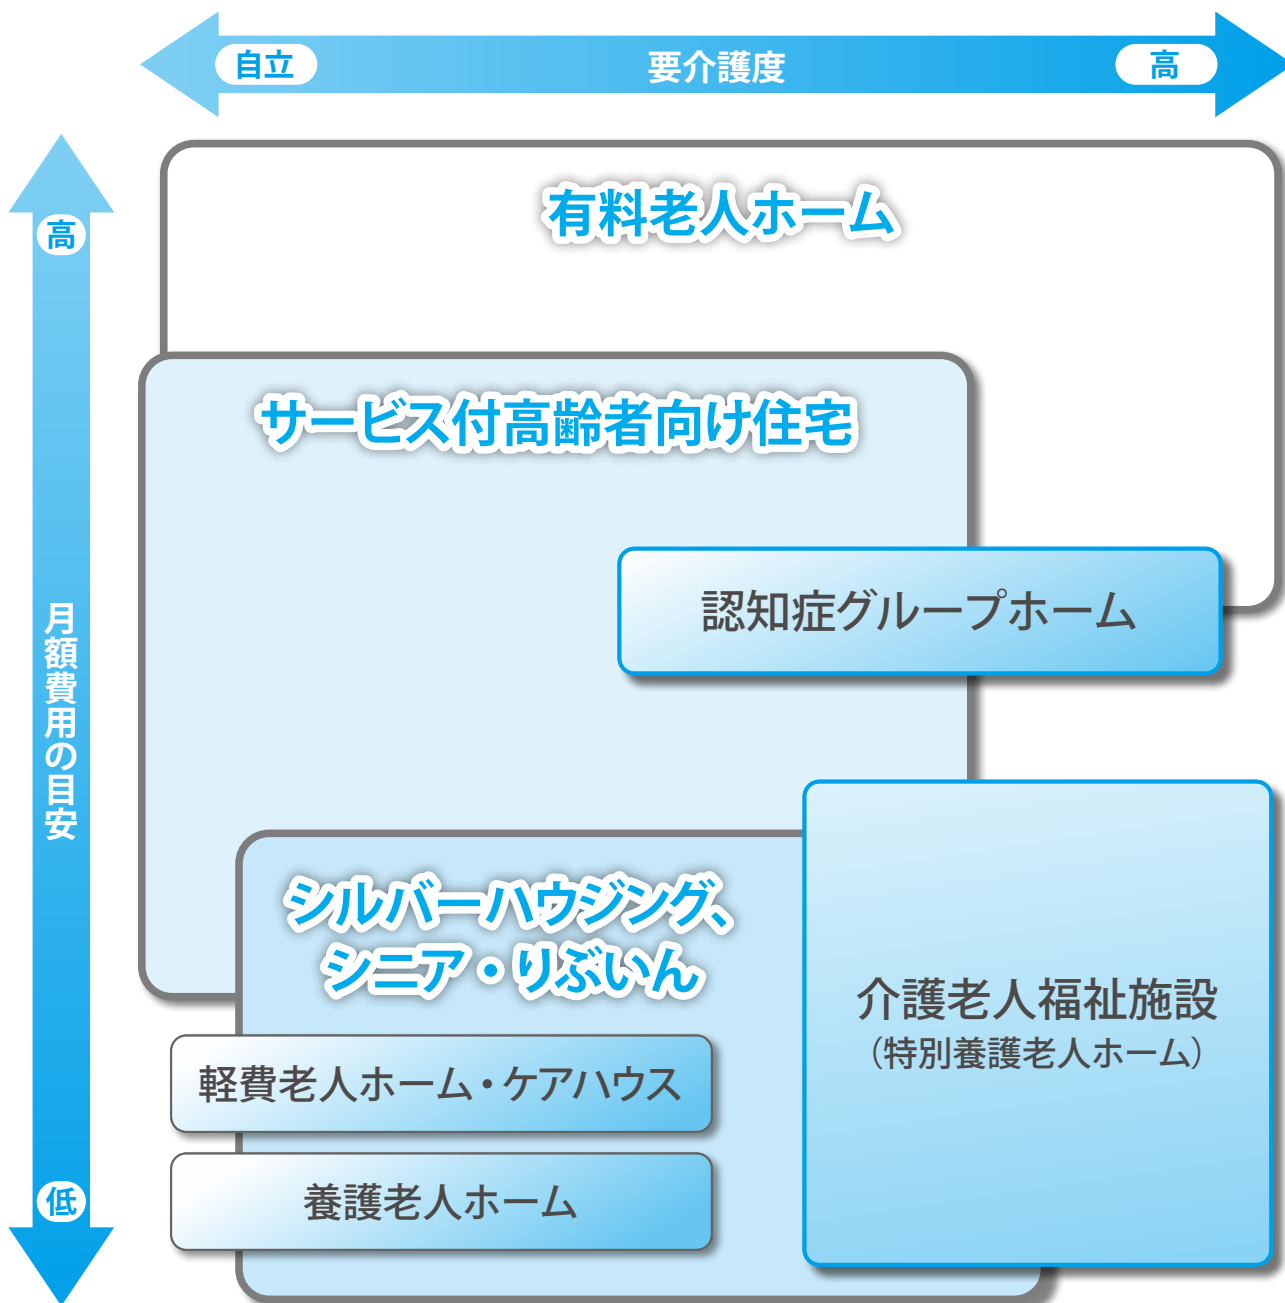 自立
要介護度
高
高
月額費用の目安
低
有料老人ホーム
サービス付高齢者向け住宅
認知症グループホーム
シルバーハウジング、
シニア・りぶいん
介護老人福祉施設
（特別養護老人ホーム）
軽費老人ホーム・ケアハウス
養護老人ホーム